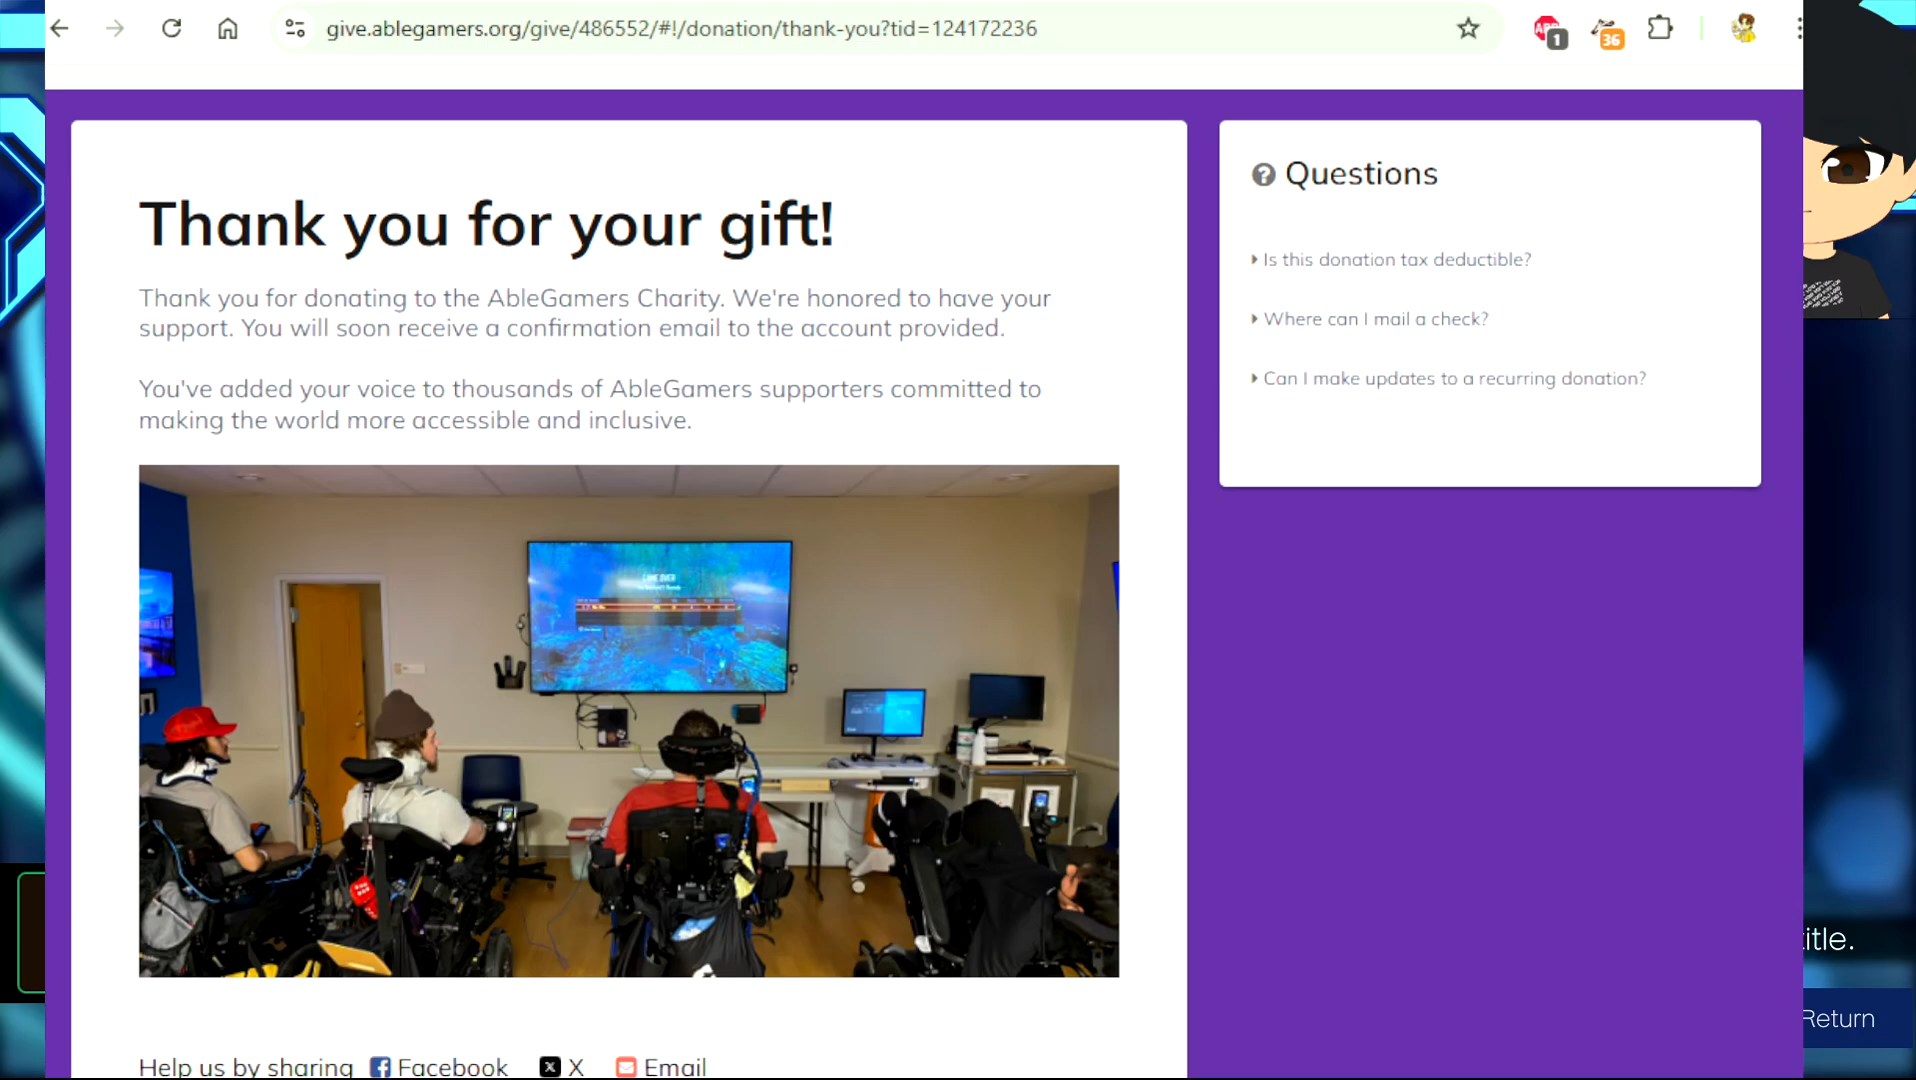 give.ablegamers.org/give/486552/#!/donation/thank-you?tid=124172236
1
36
Thank you for your gift!
Thank you for donating to the AbleGamers Charity. We're honored to have your
support. You will soon receive a confirmation email to the account provided.
You've added your voice to thousands of AbleGamers supporters committed to
making the world more accessible and inclusive.
Help us by sharing Facebook X Email
Questions
Is this donation tax deductible?
Where can I mail a check?
Can I make updates to a recurring donation?
itle.
Return